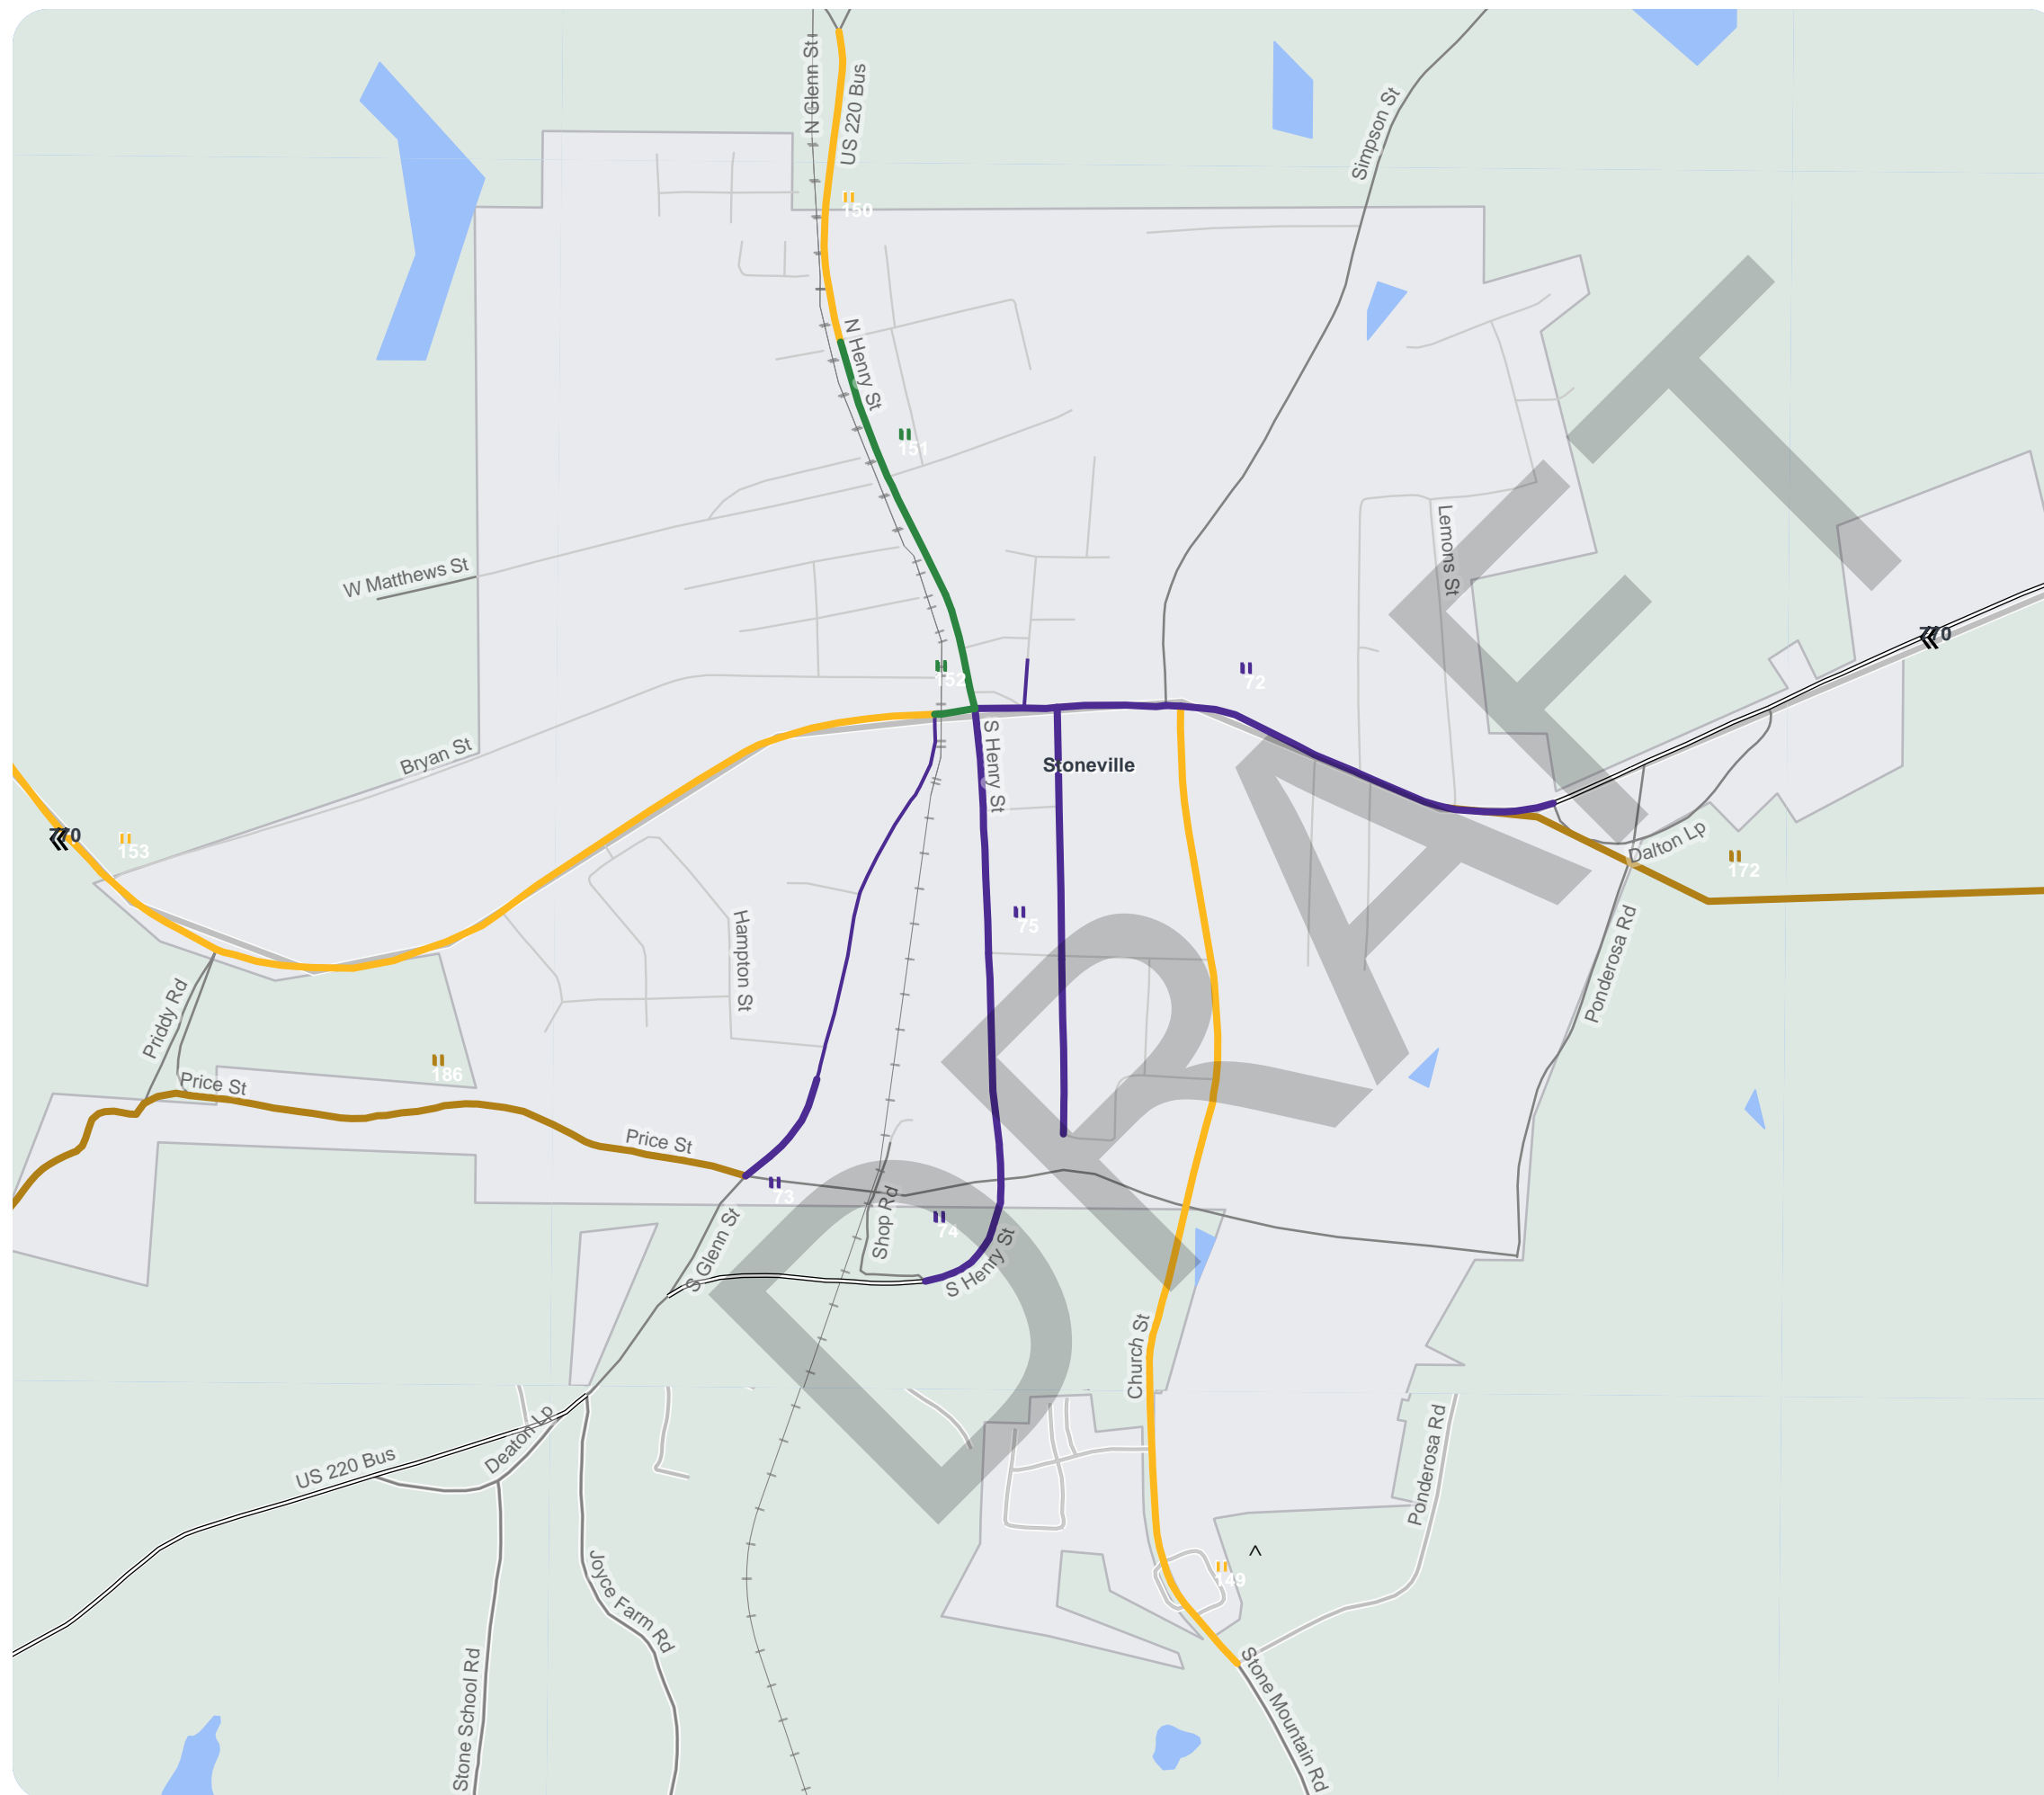 N Glenn St
US 220 Bus
Simpson St
150
N Henry St
151
Lemons St
W Matthews St
770
152
72
S Henry St
Bryan St
Stoneville
770
153
Dalton Lp
172
75
Hampton St
Ponderosa Rd
Priddy Rd
186
Price St
Price St
73
Shop Rd
74
S Glenn St
S Henry St
Church St
DRAFT
US 220 Bus
Deaton Lp
Ponderosa Rd
149
Joyce Farm Rd
Stone School Rd
Stone Mountain Rd